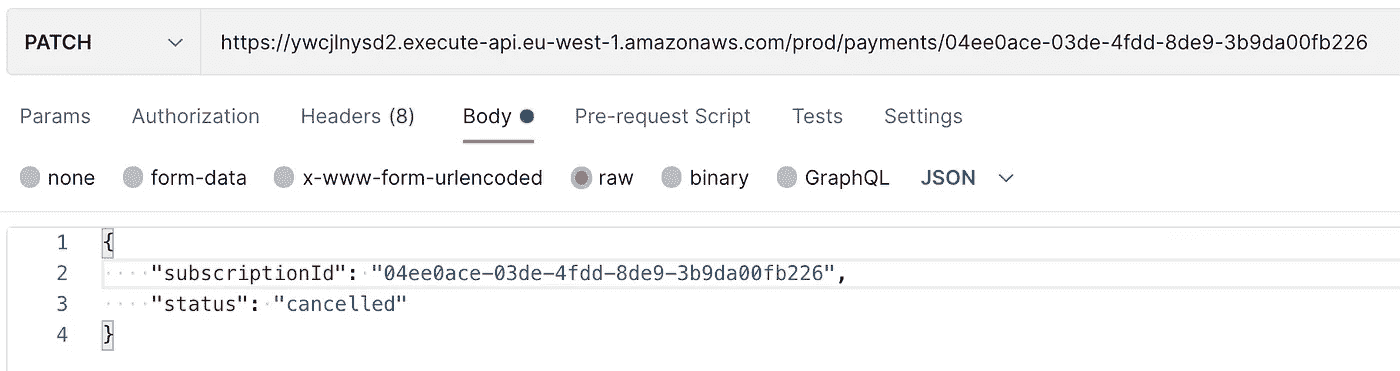 PATCH https://ywcjlnysd2.execute-api.eu-west-1.amazonaws.com/prod/payments/04ee0ace-03de-4fdd-8de9-3b9da00fb226
Params Authorization Headers (8) Body Pre-request Script Tests Settings
none form-data x-www-form-urlencoded raw binary GraphQL JSON
1 {
2 "subscriptionId": "04ee0ace-03de-4fdd-8de9-3b9da00fb226",
3 "status": "cancelled"
4 }